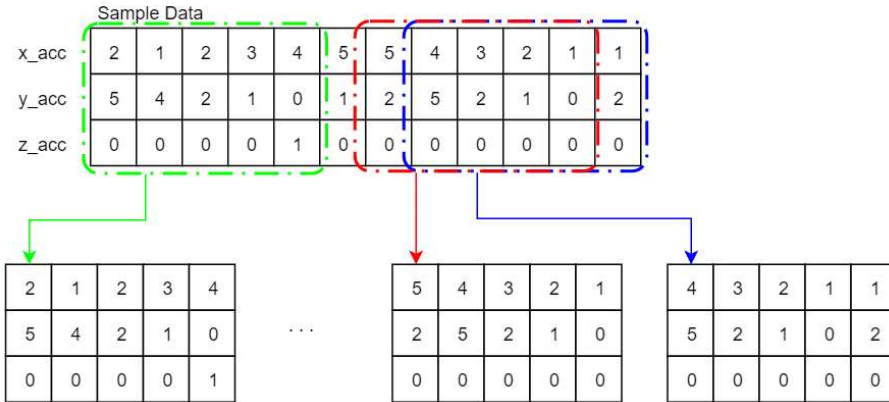 Sample Data
x_acc 2 1 2 3 4 5 5 4 3 2 1 1
y_acc 5 4 2 1 0 1 2 5 2 1 0 2
z_acc 0 0 0 0 1 0 0 0 0 0 0 0
2 1 2 3 4 5 4 3 2 1 4 3 2 1 1
5 4 2 1 0 ... 2 5 2 1 0 5 2 1 0 2
0 0 0 0 1 0 0 0 0 0 0 0 0 0 0